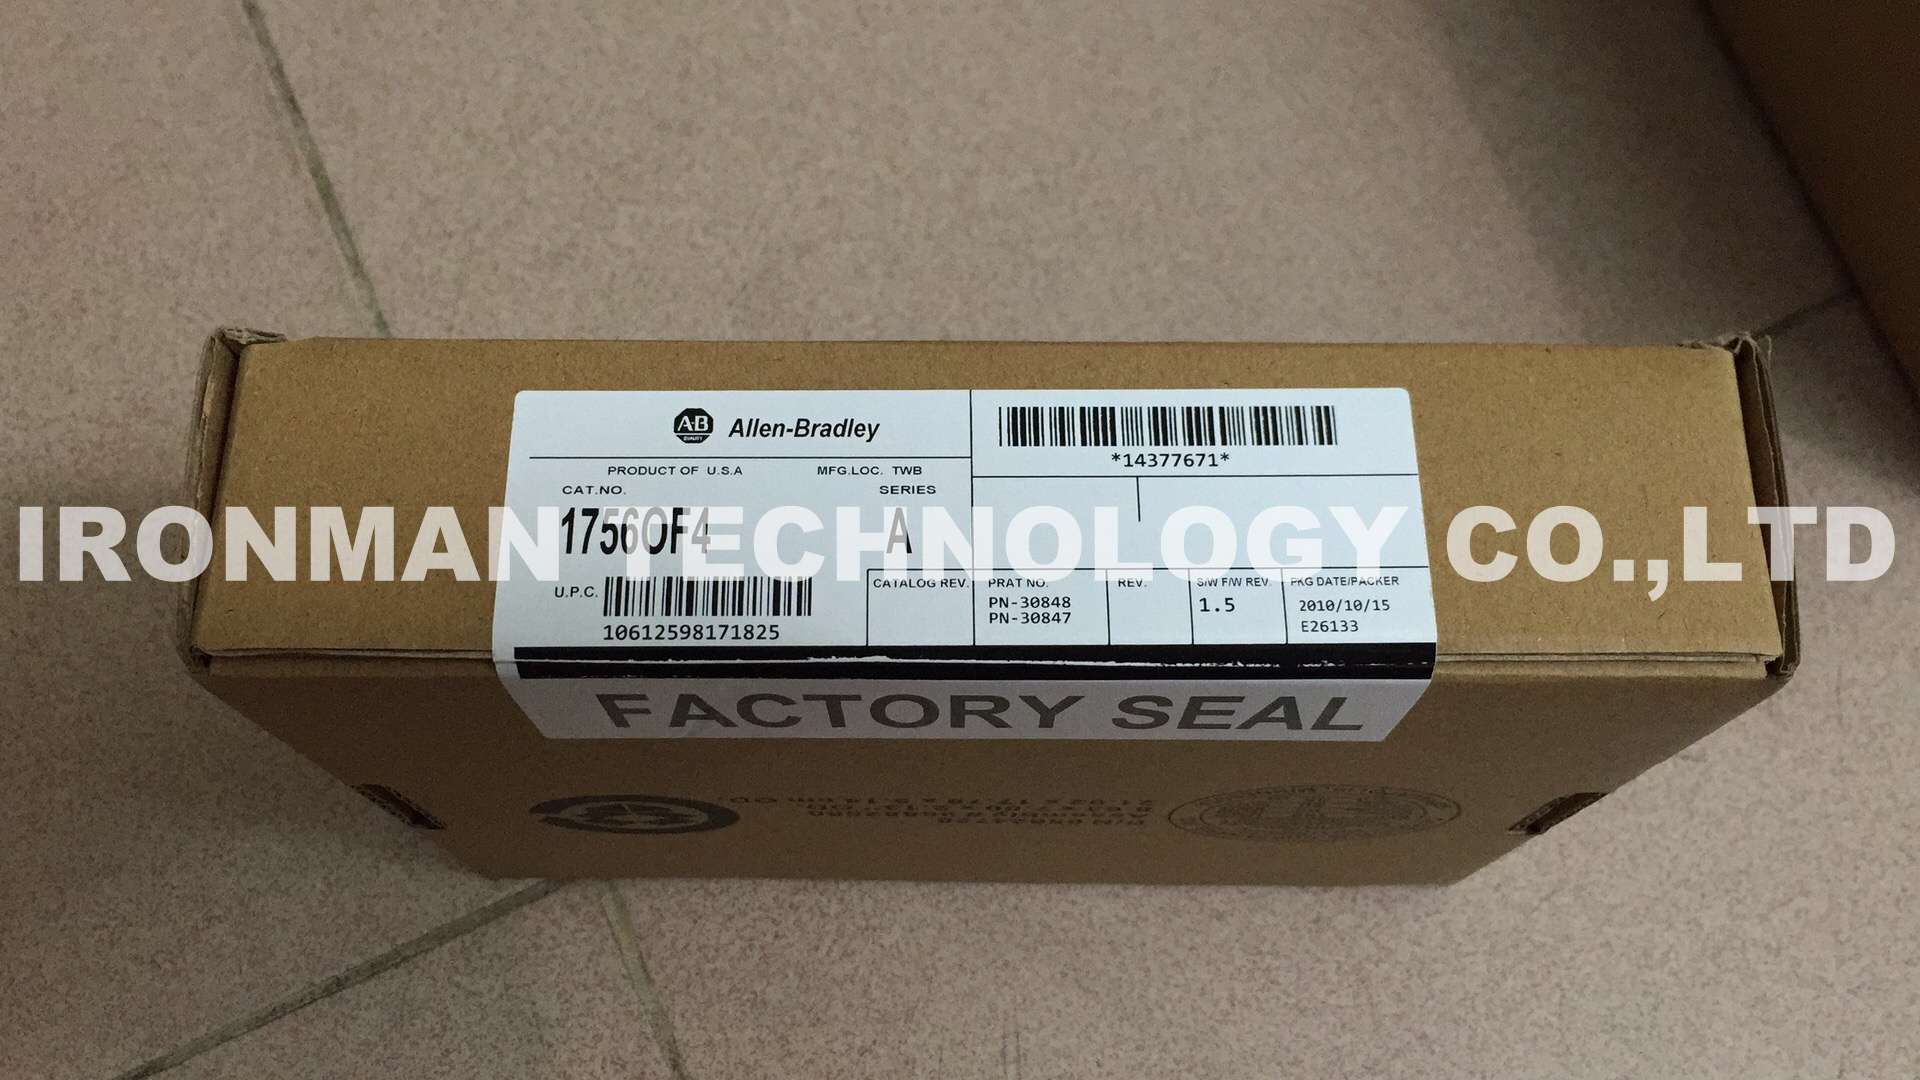 A-B
QUALITY
Allen-Bradley
*14377671*
PRODUCT OF U.S.A MFG.LOC. TWB
CAT.NO. SERIES
1756OF4 A
IRONMAN TECHNOLOGY CO.,LTD
U.P.C.
10612598171825
CATALOG REV.
PRAT NO.
PN-30848
PN-30847
REV.
S/W F/W REV.
1.5
PKG DATE/PACKER
2010/10/15
E26133
FACTORY SEAL